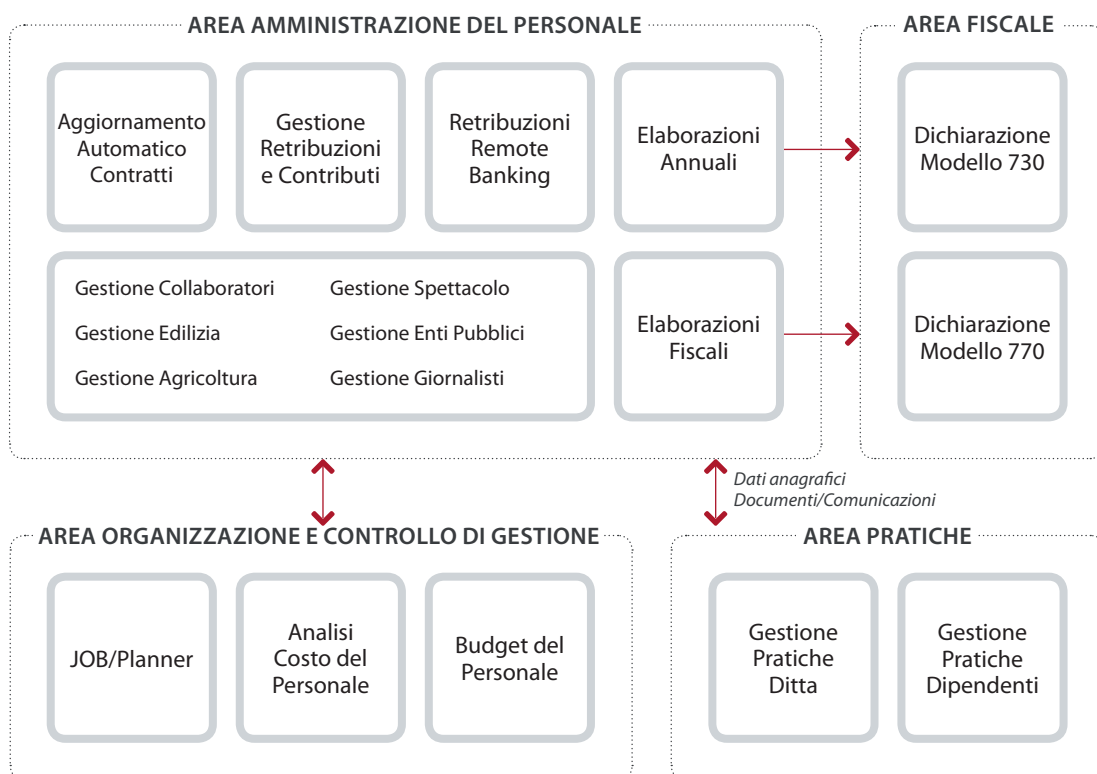 AREA AMMINISTRAZIONE DEL PERSONALE
Aggiornamento
Automatico
Contratti
Gestione
Retribuzioni
e Contributi
Retribuzioni
Remote
Banking
Elaborazioni
Annuali
Gestione Collaboratori
Gestione Edilizia
Gestione Agricoltura
Gestione Spettacolo
Gestione Enti Pubblici
Gestione Giornalisti
Elaborazioni
Fiscali
AREA FISCALE
Dichiarazione
Modello 730
Dichiarazione
Modello 770
Dati anagrafici
Documenti/Comunicazioni
AREA ORGANIZZAZIONE E CONTROLLO DI GESTIONE
JOB/Planner
Analisi
Costo del
Personale
Budget del
Personale
AREA PRATICHE
Gestione
Pratiche
Ditta
Gestione
Pratiche
Dipendenti